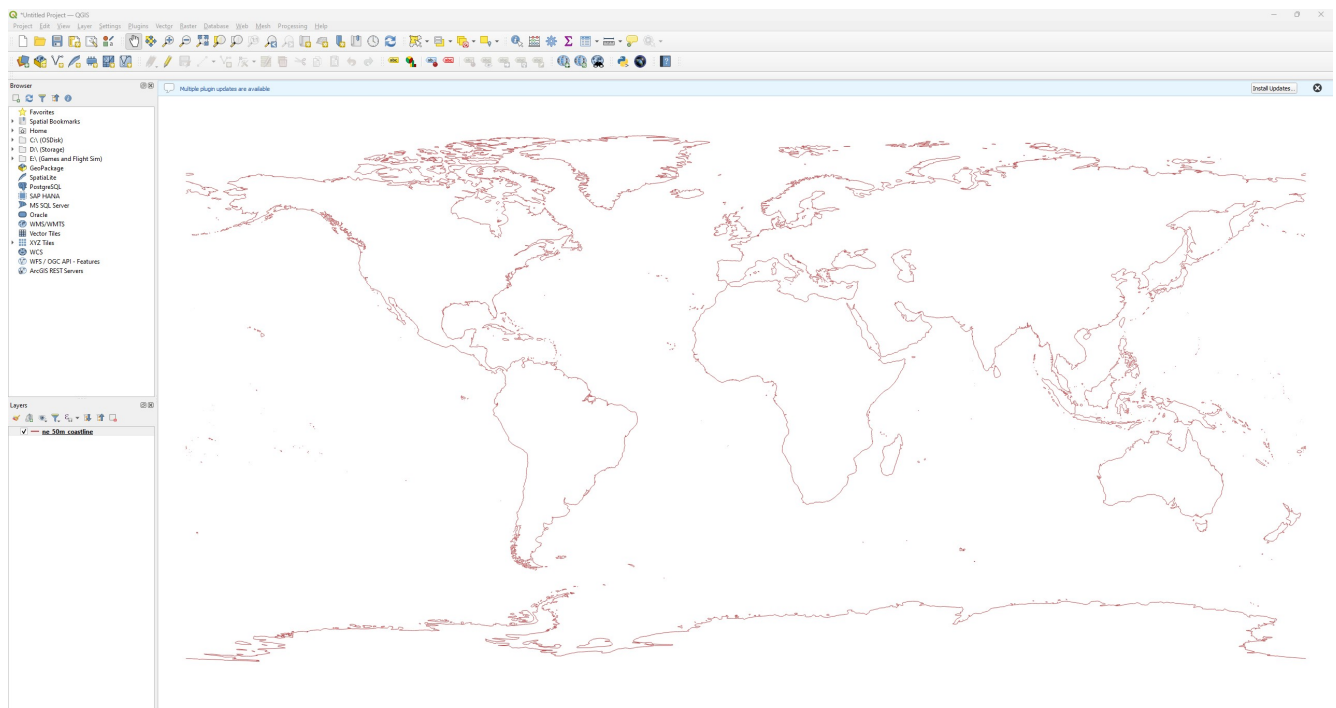 *Untitled Project — QGIS
Project Edit View Layer Settings Plugins Vector Raster Database Web Mesh Processing Help
Browser
Multiple plugin updates are available
Install Updates...
Favorites
Spatial Bookmarks
Home
C:\ (OSDisk)
D:\ (Storage)
E:\ (Games and Flight Sim)
GeoPackage
SpatiaLite
PostgreSQL
SAP HANA
MS SQL Server
Oracle
WMS/WMTS
Vector Tiles
XYZ Tiles
WCS
WFS / OGC API - Features
ArcGIS REST Servers
Layers
ne_50m_coastline